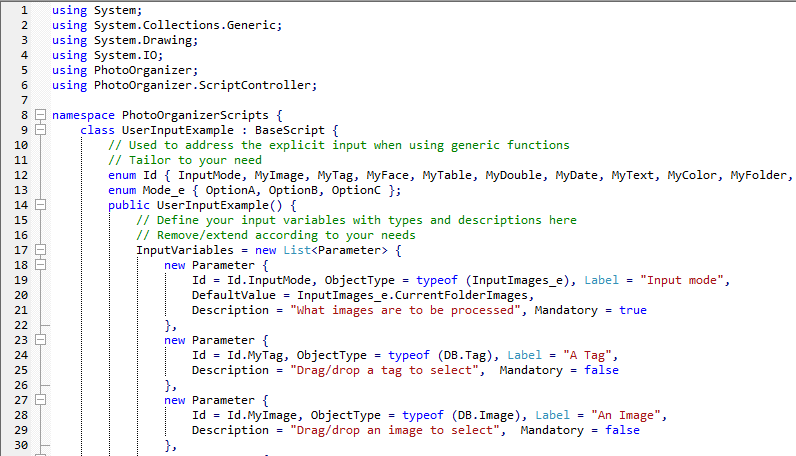 1 using System;
2 using System.Collections.Generic;
3 using System.Drawing;
4 using System.IO;
5 using PhotoOrganizer;
6 using PhotoOrganizer.ScriptController;
7
8 namespace PhotoOrganizerScripts {
9 class UserInputExample : BaseScript {
10 // Used to address the explicit input when using generic functions
11 // Tailor to your need
12 enum Id { InputMode, MyImage, MyTag, MyFace, MyTable, MyDouble, MyDate, MyText, MyColor, MyFolder,
13 enum Mode_e { OptionA, OptionB, OptionC };
14 public UserInputExample() {
15 // Define your input variables with types and descriptions here
16 // Remove/extend according to your needs
17 InputVariables = new List<Parameter> {
18 new Parameter {
19 Id = Id.InputMode, ObjectType = typeof (InputImages_e), Label = "Input mode",
20 DefaultValue = InputImages_e.CurrentFolderImages,
21 Description = "What images are to be processed", Mandatory = true
22 },
23 new Parameter {
24 Id = Id.MyTag, ObjectType = typeof (DB.Tag), Label = "A Tag",
25 Description = "Drag/drop a tag to select",  Mandatory = false
26 },
27 new Parameter {
28 Id = Id.MyImage, ObjectType = typeof (DB.Image), Label = "An Image",
29 Description = "Drag/drop an image to select",  Mandatory = false
30 },